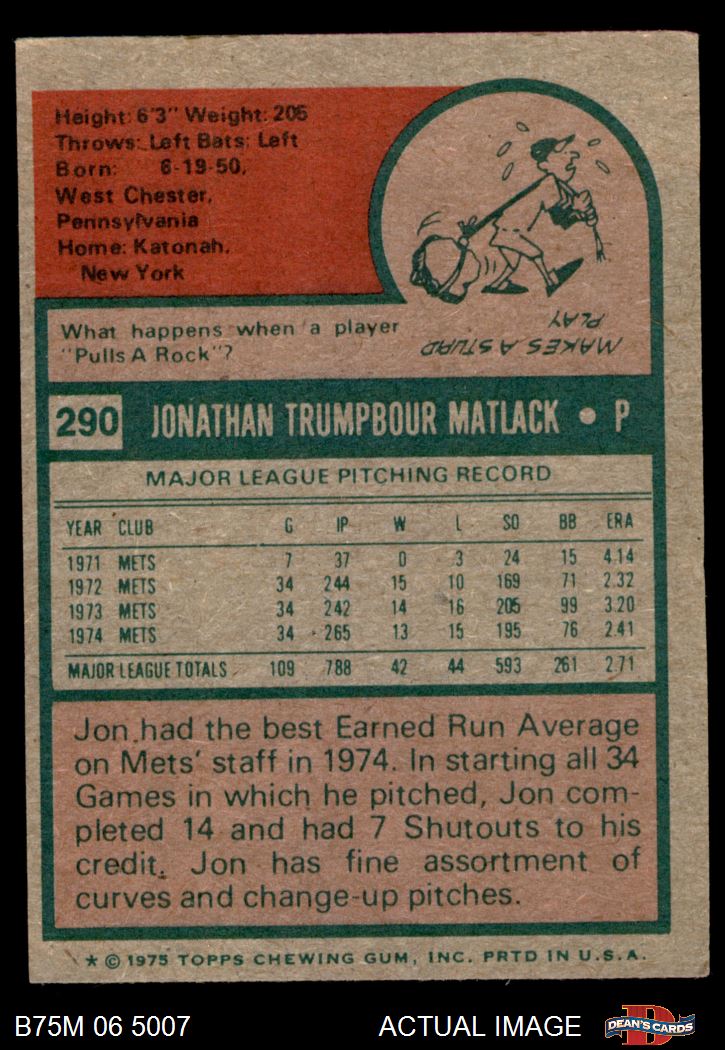 Height: 6'3" Weight: 205
Throws: Left Bats: Left
Born: 6-19-50,
West Chester,
Pennsylvania
Home: Katonah,
New York
What happens when a player
"Pulls A Rock"?
MAKES A STUPID
PLAY
290 JONATHAN TRUMPBOUR MATLACK • P
MAJOR LEAGUE PITCHING RECORD
YEAR CLUB G IP W L SO BB ERA
1971 METS 7 37 0 3 24 15 4.14
1972 METS 34 244 15 10 169 71 2.32
1973 METS 34 242 14 16 205 99 3.20
1974 METS 34 265 13 15 195 76 2.41
MAJOR LEAGUE TOTALS 109 788 42 44 593 261 2.71
Jon had the best Earned Run Average
on Mets' staff in 1974. In starting all 34
Games in which he pitched, Jon com-
pleted 14 and had 7 Shutouts to his
credit. Jon has fine assortment of
curves and change-up pitches.
* © 1975 TOPPS CHEWING GUM, INC. PRTD IN U.S.A.
B75M 06 5007 ACTUAL IMAGE DEAN'S CARDS